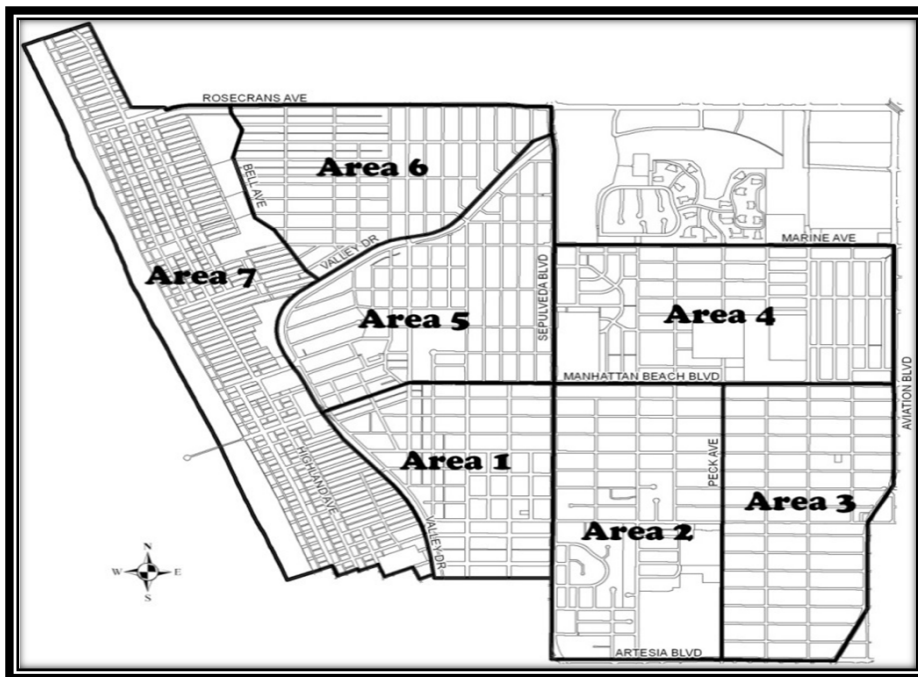 ROSECRANS AVE
Area 6
BELL AVE
MARINE AVE
VALLEY DR
Area 7
SEPULVEDA BLVD
Area 5
Area 4
MANHATTAN BEACH BLVD
AVIATION BLVD
PECK AVE
HIGHLAND AVE
Area 1
Area 3
Area 2
VALLEY DR
N
W E
S
ARTESIA BLVD